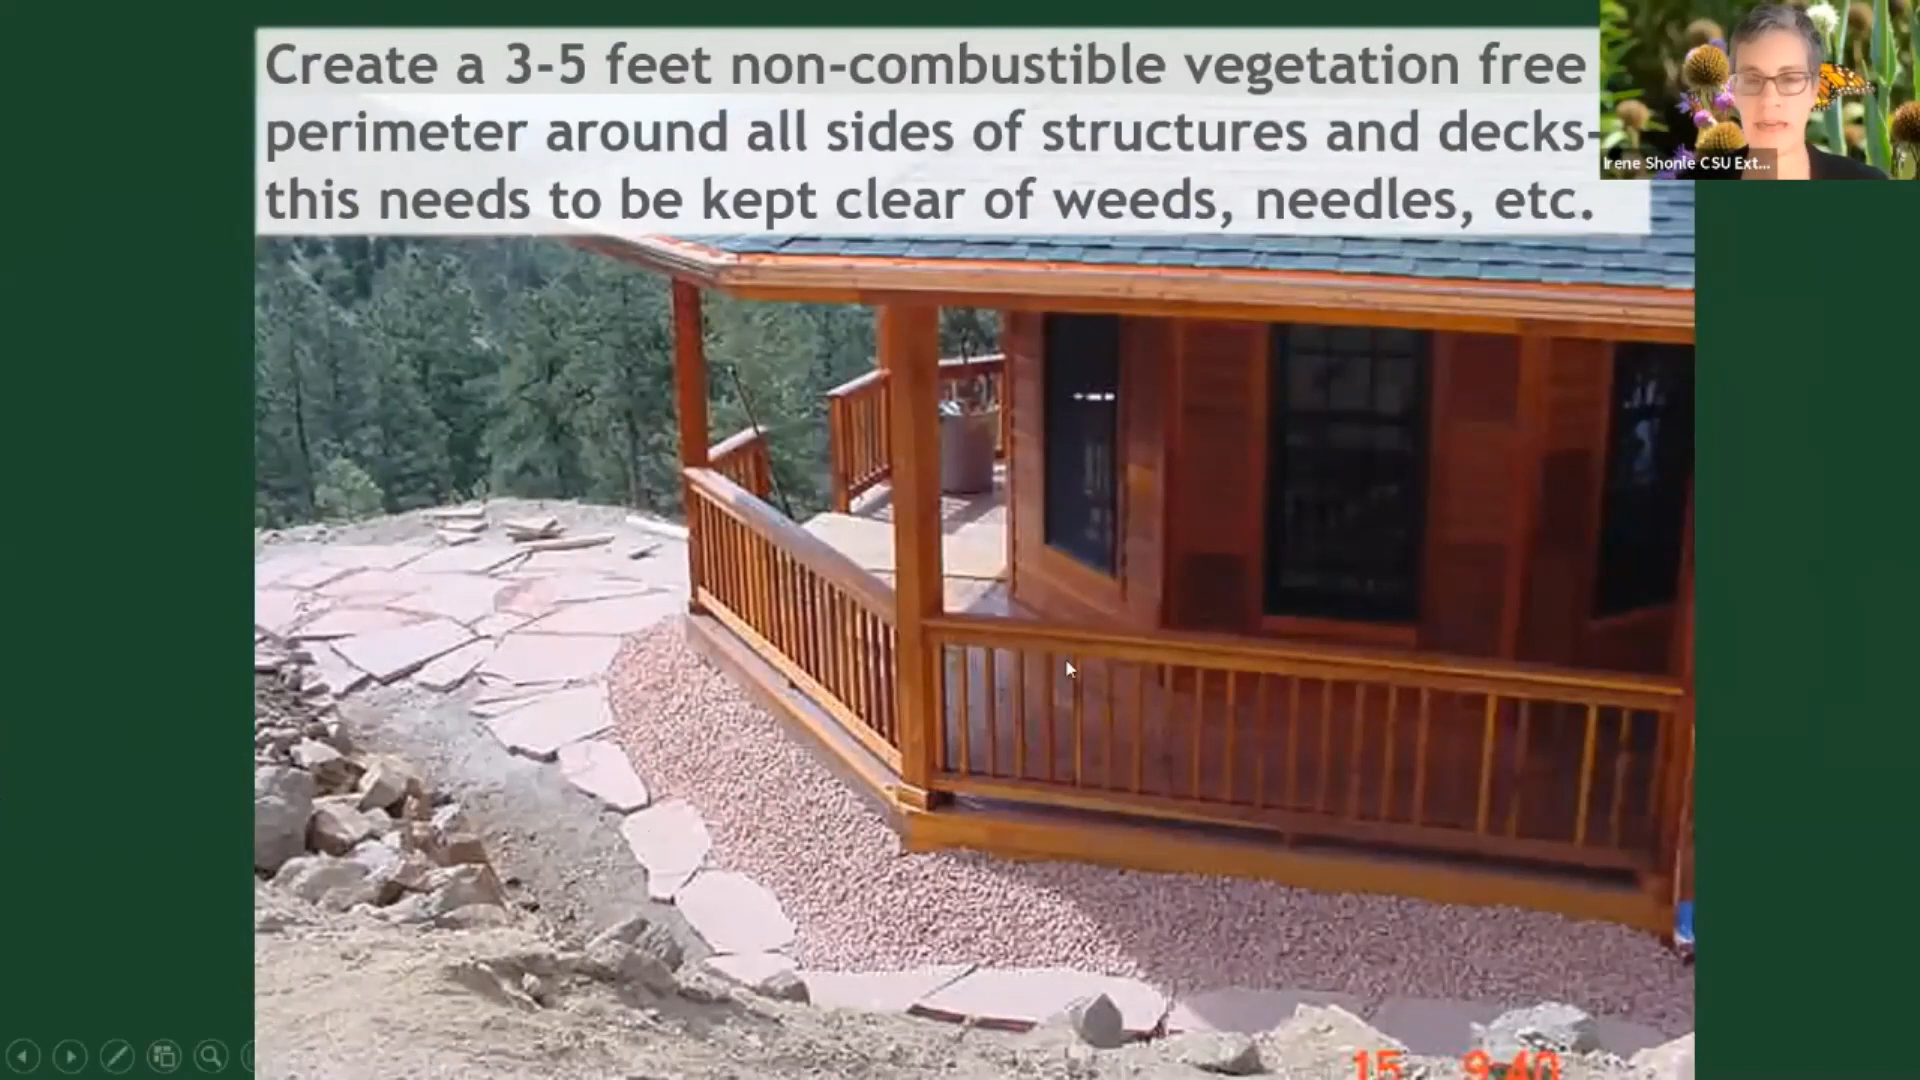 Create a 3-5 feet non-combustible vegetation free
perimeter around all sides of structures and decks-
this needs to be kept clear of weeds, needles, etc.
Irene Shonle CSU Ext...
15 9:40